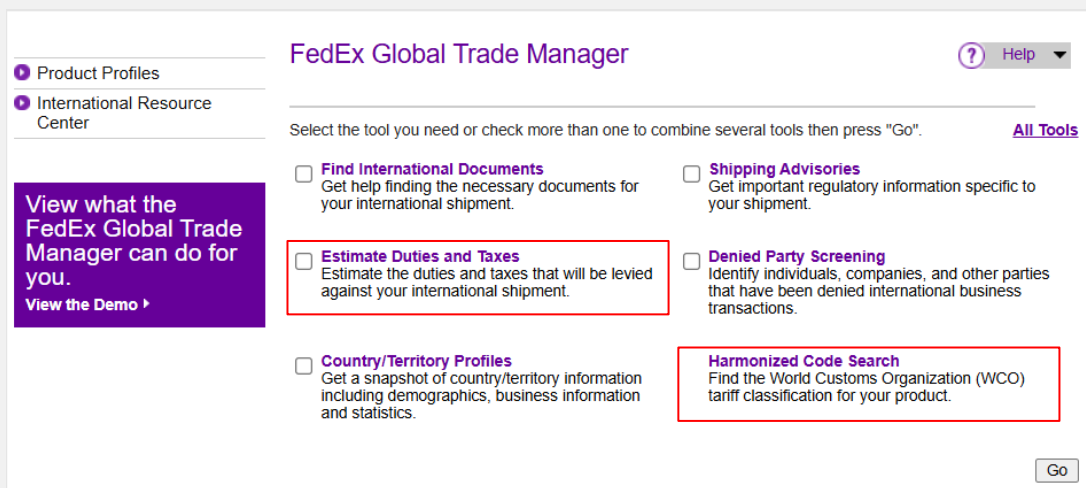 FedEx Global Trade Manager
? Help
Product Profiles
International Resource
Center
Select the tool you need or check more than one to combine several tools then press "Go".
All Tools
Find International Documents
Get help finding the necessary documents for
your international shipment.
Shipping Advisories
Get important regulatory information specific to
your shipment.
View what the
FedEx Global Trade
Manager can do for
you.
View the Demo
Estimate Duties and Taxes
Estimate the duties and taxes that will be levied
against your international shipment.
Denied Party Screening
Identify individuals, companies, and other parties
that have been denied international business
transactions.
Country/Territory Profiles
Get a snapshot of country/territory information
including demographics, business information
and statistics.
Harmonized Code Search
Find the World Customs Organization (WCO)
tariff classification for your product.
Go